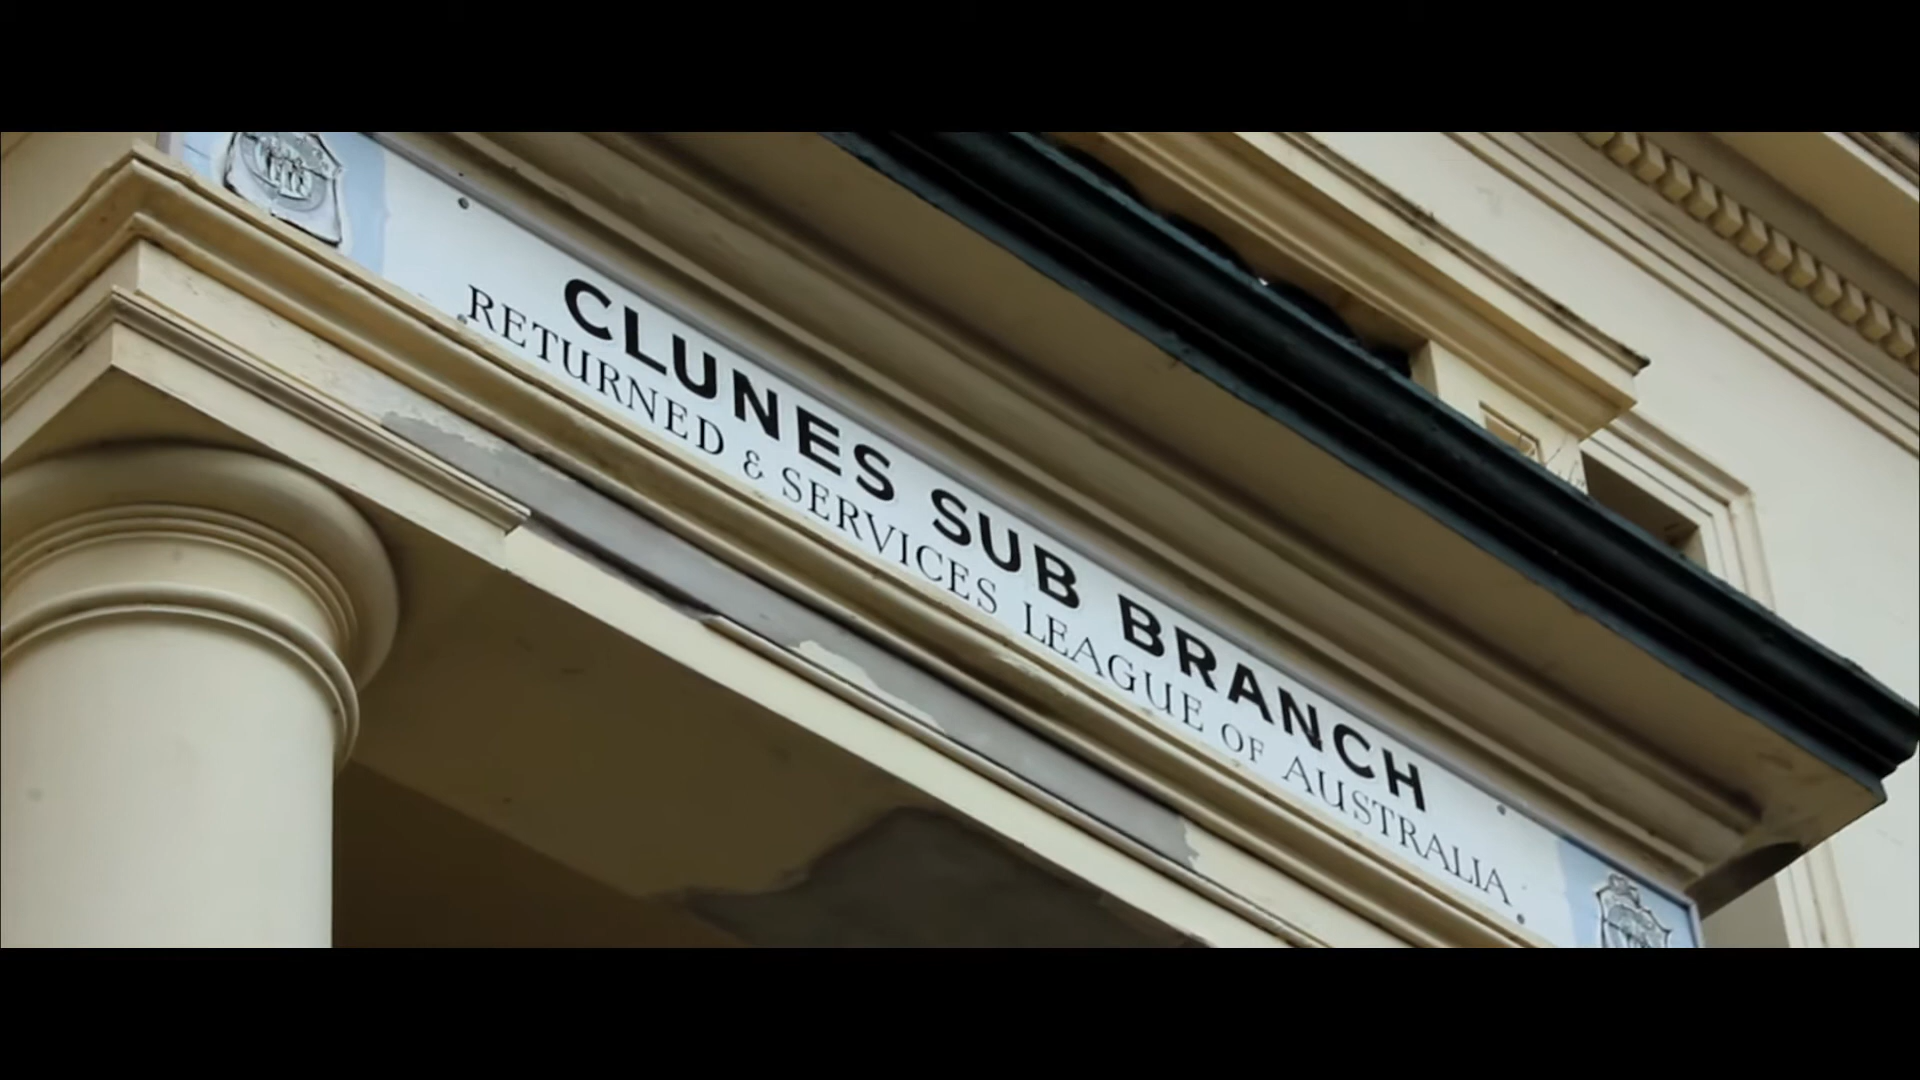 CLUNES SUB BRANCH
RETURNED & SERVICES LEAGUE OF AUSTRALIA